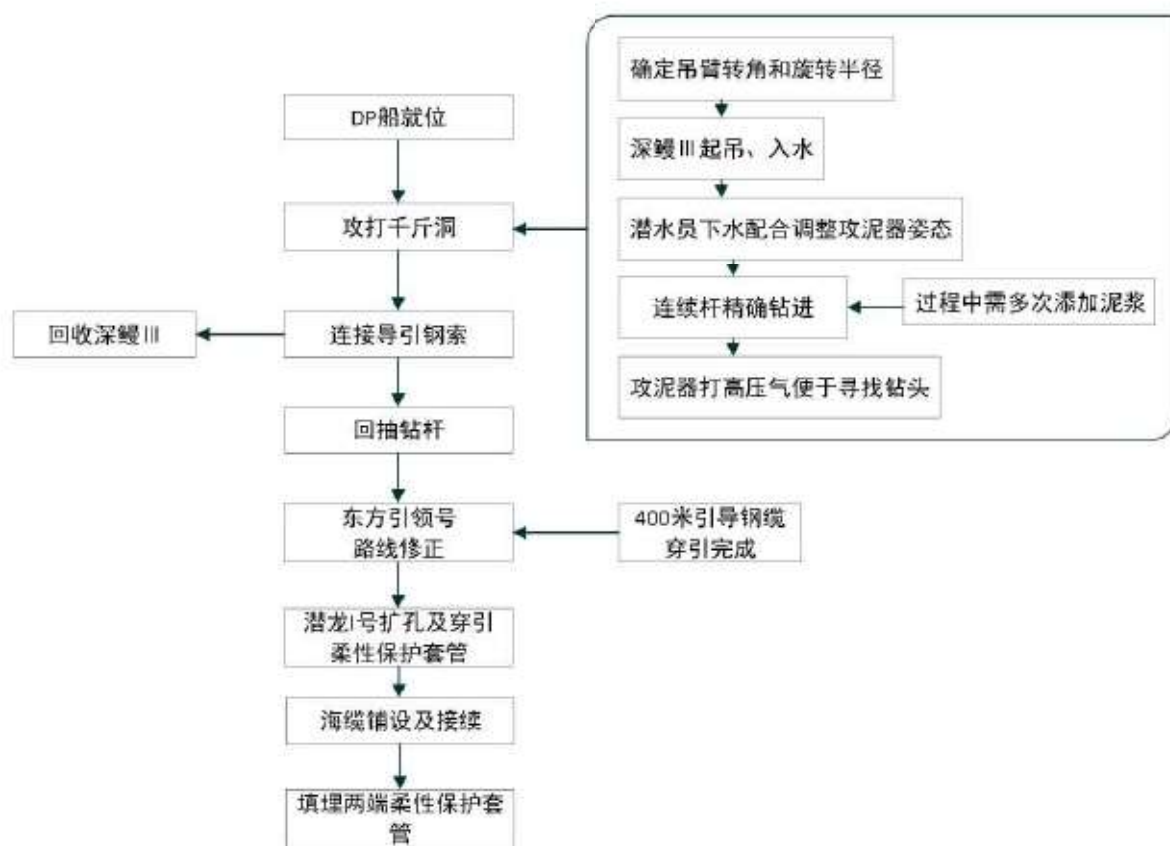 确定吊臂转角和旋转半径
DP船就位
深鳗Ⅲ起吊、入水
攻打千斤洞
潜水员下水配合调整攻泥器姿态
连续杆精确钻进
过程中需多次添加泥浆
回收深鳗Ⅲ
连接导引钢索
攻泥器打高压气便于寻找钻头
回抽钻杆
东方引领号
路线修正
400米引导钢缆
穿引完成
潜龙I号扩孔及穿引
柔性保护套管
海缆铺设及接续
填埋两端柔性保护套
管